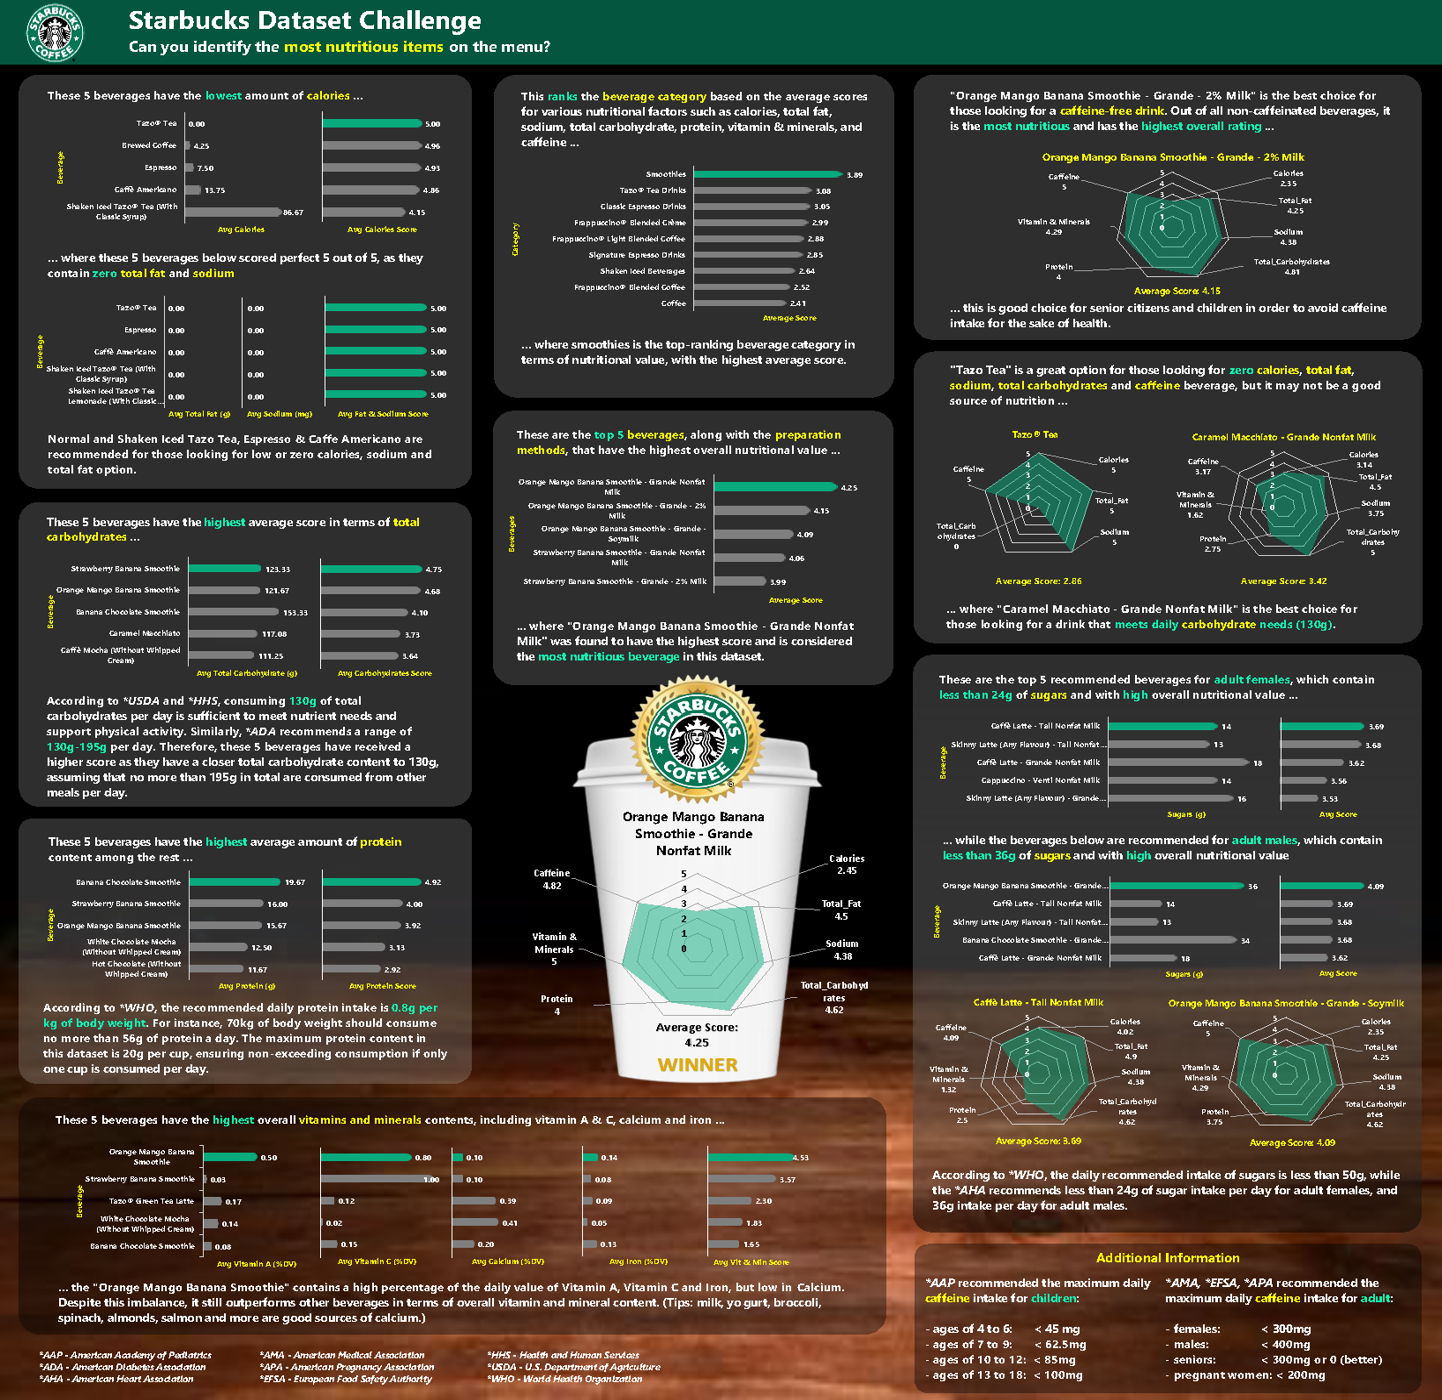 STARBUCKS
COFFEE
Starbucks Dataset Challenge
Can you identify the most nutritious items on the menu?
These 5 beverages have the lowest amount of calories ...
Beverage
Tazo® Tea 0.00 5.00
Brewed Coffee 4.25 4.96
Espresso 7.50 4.93
Caffè Americano 13.75 4.86
Shaken Iced Tazo® Tea (With
Classic Syrup) 86.67 4.15
Avg Calories Avg Calories Score
... where these 5 beverages below scored perfect 5 out of 5, as they
contain zero total fat and sodium
Beverage
Tazo® Tea 0.00 0.00 5.00
Espresso 0.00 0.00 5.00
Caffè Americano 0.00 0.00 5.00
Shaken Iced Tazo® Tea (With
Classic Syrup) 0.00 0.00 5.00
Shaken Iced Tazo® Tea
Lemonade (With Classic... 0.00 0.00 5.00
Avg Total Fat (g) Avg Sodium (mg) Avg Fat & Sodium Score
Normal and Shaken Iced Tazo Tea, Espresso & Caffe Americano are
recommended for those looking for low or zero calories, sodium and
total fat option.
These 5 beverages have the highest average score in terms of total
carbohydrates ...
Beverage
Strawberry Banana Smoothie 123.33 4.75
Orange Mango Banana Smoothie 121.67 4.68
Banana Chocolate Smoothie 153.33 4.10
Caramel Macchiato 117.08 3.73
Caffè Mocha (Without Whipped
Cream) 111.25 3.64
Avg Total Carbohydrate (g) Avg Carbohydrates Score
According to *USDA and *HHS, consuming 130g of total
carbohydrates per day is sufficient to meet nutrient needs and
support physical activity. Similarly, *ADA recommends a range of
130g-195g per day. Therefore, these 5 beverages have received a
higher score as they have a closer total carbohydrate content to 130g,
assuming that no more than 195g in total are consumed from other
meals per day.
These 5 beverages have the highest average amount of protein
content among the rest ...
Beverage
Banana Chocolate Smoothie 19.67 4.92
Strawberry Banana Smoothie 16.00 4.00
Orange Mango Banana Smoothie 15.67 3.92
White Chocolate Mocha
(Without Whipped Cream) 12.50 3.13
Hot Chocolate (Without
Whipped Cream) 11.67 2.92
Avg Protein (g) Avg Protein Score
According to *WHO, the recommended daily protein intake is 0.8g per
kg of body weight. For instance, 70kg of body weight should consume
no more than 56g of protein a day. The maximum protein content in
this dataset is 20g per cup, ensuring non-exceeding consumption if only
one cup is consumed per day.
These 5 beverages have the highest overall vitamins and minerals contents, including vitamin A & C, calcium and iron ...
Beverage
Orange Mango Banana
Smoothie 0.50 0.80 0.10 0.14 4.53
Strawberry Banana Smoothie 0.03 1.00 0.10 0.08 3.57
Tazo® Green Tea Latte 0.17 0.12 0.39 0.09 2.30
White Chocolate Mocha
(Without Whipped Cream) 0.14 0.02 0.41 0.05 1.83
Banana Chocolate Smoothie 0.08 0.15 0.20 0.13 1.65
Avg Vitamin A (%DV) Avg Vitamin C (%DV) Avg Calcium (%DV) Avg Iron (%DV) Avg Vit & Min Score
... the "Orange Mango Banana Smoothie" contains a high percentage of the daily value of Vitamin A, Vitamin C and Iron, but low in Calcium.
Despite this imbalance, it still outperforms other beverages in terms of overall vitamin and mineral content. (Tips: milk, yogurt, broccoli,
spinach, almonds, salmon and more are good sources of calcium.)
*AAP - American Academy of Pediatrics *AMA - American Medical Association *HHS - Health and Human Services
*ADA - American Diabetes Association *APA - American Pregnancy Association *USDA - U.S. Department of Agriculture
*AHA - American Heart Association *EFSA - European Food Safety Authority *WHO - World Health Organization
This ranks the beverage category based on the average scores
for various nutritional factors such as calories, total fat,
sodium, total carbohydrate, protein, vitamin & minerals, and
caffeine ...
Category
Smoothies 3.89
Tazo® Tea Drinks 3.08
Classic Espresso Drinks 3.05
Frappuccino® Blended Crème 2.99
Frappuccino® Light Blended Coffee 2.88
Signature Espresso Drinks 2.85
Shaken Iced Beverages 2.64
Frappuccino® Blended Coffee 2.52
Coffee 2.41
Average Score
... where smoothies is the top-ranking beverage category in
terms of nutritional value, with the highest average score.
These are the top 5 beverages, along with the preparation
methods, that have the highest overall nutritional value ...
Beverages
Orange Mango Banana Smoothie - Grande Nonfat
Milk 4.25
Orange Mango Banana Smoothie - Grande - 2%
Milk 4.15
Orange Mango Banana Smoothie - Grande -
Soymilk 4.09
Strawberry Banana Smoothie - Grande Nonfat
Milk 4.06
Strawberry Banana Smoothie - Grande - 2% Milk 3.99
Average Score
... where "Orange Mango Banana Smoothie - Grande Nonfat
Milk" was found to have the highest score and is considered
the most nutritious beverage in this dataset.
STARBUCKS
COFFEE
®
Orange Mango Banana
Smoothie - Grande
Nonfat Milk
Calories
2.45
Caffeine
4.82
5
4
3
2
1
0
Total_Fat
4.5
Vitamin &
Minerals
5
Sodium
4.38
Protein
4
Total_Carbohyd
rates
4.62
Average Score:
4.25
WINNER
"Orange Mango Banana Smoothie - Grande - 2% Milk" is the best choice for
those looking for a caffeine-free drink. Out of all non-caffeinated beverages, it
is the most nutritious and has the highest overall rating ...
Orange Mango Banana Smoothie - Grande - 2% Milk
Caffeine
5
5
4
3
2
1
0
Calories
2.35
Total_Fat
4.25
Vitamin & Minerals
4.29
Sodium
4.38
Protein
4
Total_Carbohydrates
4.81
Average Score: 4.15
... this is good choice for senior citizens and children in order to avoid caffeine
intake for the sake of health.
"Tazo Tea" is a great option for those looking for zero calories, total fat,
sodium, total carbohydrates and caffeine beverage, but it may not be a good
source of nutrition ...
Tazo ® Tea
Caffeine
5
5
4
3
2
1
0
Calories
5
Total_Fat
5
Sodium
5
Total_Carb
ohydrates
0
Average Score: 2.86
Caramel Macchiato - Grande Nonfat Milk
Caffeine
3.17
5
4
3
2
1
0
Calories
3.14
Total_Fat
4.5
Vitamin &
Minerals
1.62
Sodium
3.75
Protein
2.75
Total_Carbohy
drates
5
Average Score: 3.42
... where "Caramel Macchiato - Grande Nonfat Milk" is the best choice for
those looking for a drink that meets daily carbohydrate needs (130g).
These are the top 5 recommended beverages for adult females, which contain
less than 24g of sugars and with high overall nutritional value ...
Beverage
Caffè Latte - Tall Nonfat Milk 14 3.69
Skinny Latte (Any Flavour) - Tall Nonfat... 13 3.68
Caffè Latte - Grande Nonfat Milk 18 3.62
Cappuccino - Venti Nonfat Milk 14 3.56
Skinny Latte (Any Flavour) - Grande... 16 3.53
Sugars (g) Avg Score
... while the beverages below are recommended for adult males, which contain
less than 36g of sugars and with high overall nutritional value
Beverage
Orange Mango Banana Smoothie - Grande... 36 4.09
Caffè Latte - Tall Nonfat Milk 14 3.69
Skinny Latte (Any Flavour) - Tall Nonfat... 13 3.68
Banana Chocolate Smoothie - Grande... 34 3.68
Caffè Latte - Grande Nonfat Milk 18 3.62
Sugars (g) Avg Score
Caffè Latte - Tall Nonfat Milk
Caffeine
4.09
5
4
3
2
1
0
Calories
4.02
Total_Fat
4.9
Vitamin &
Minerals
1.32
Sodium
4.38
Protein
2.5
Total_Carbohyd
rates
4.62
Average Score: 3.69
Orange Mango Banana Smoothie - Grande - Soymilk
Caffeine
5
5
4
3
2
1
0
Calories
2.35
Total_Fat
4.25
Vitamin &
Minerals
4.29
Sodium
4.38
Protein
3.75
Total_Carbohydr
ates
4.62
Average Score: 4.09
According to *WHO, the daily recommended intake of sugars is less than 50g, while
the *AHA recommends less than 24g of sugar intake per day for adult females, and
36g intake per day for adult males.
Additional Information
*AAP recommended the maximum daily
caffeine intake for children:
- ages of 4 to 6: < 45 mg
- ages of 7 to 9: < 62.5mg
- ages of 10 to 12: < 85mg
- ages of 13 to 18: < 100mg
*AMA, *EFSA, *APA recommended the
maximum daily caffeine intake for adult:
- females: < 300mg
- males: < 400mg
- seniors: < 300mg or 0 (better)
- pregnant women: < 200mg